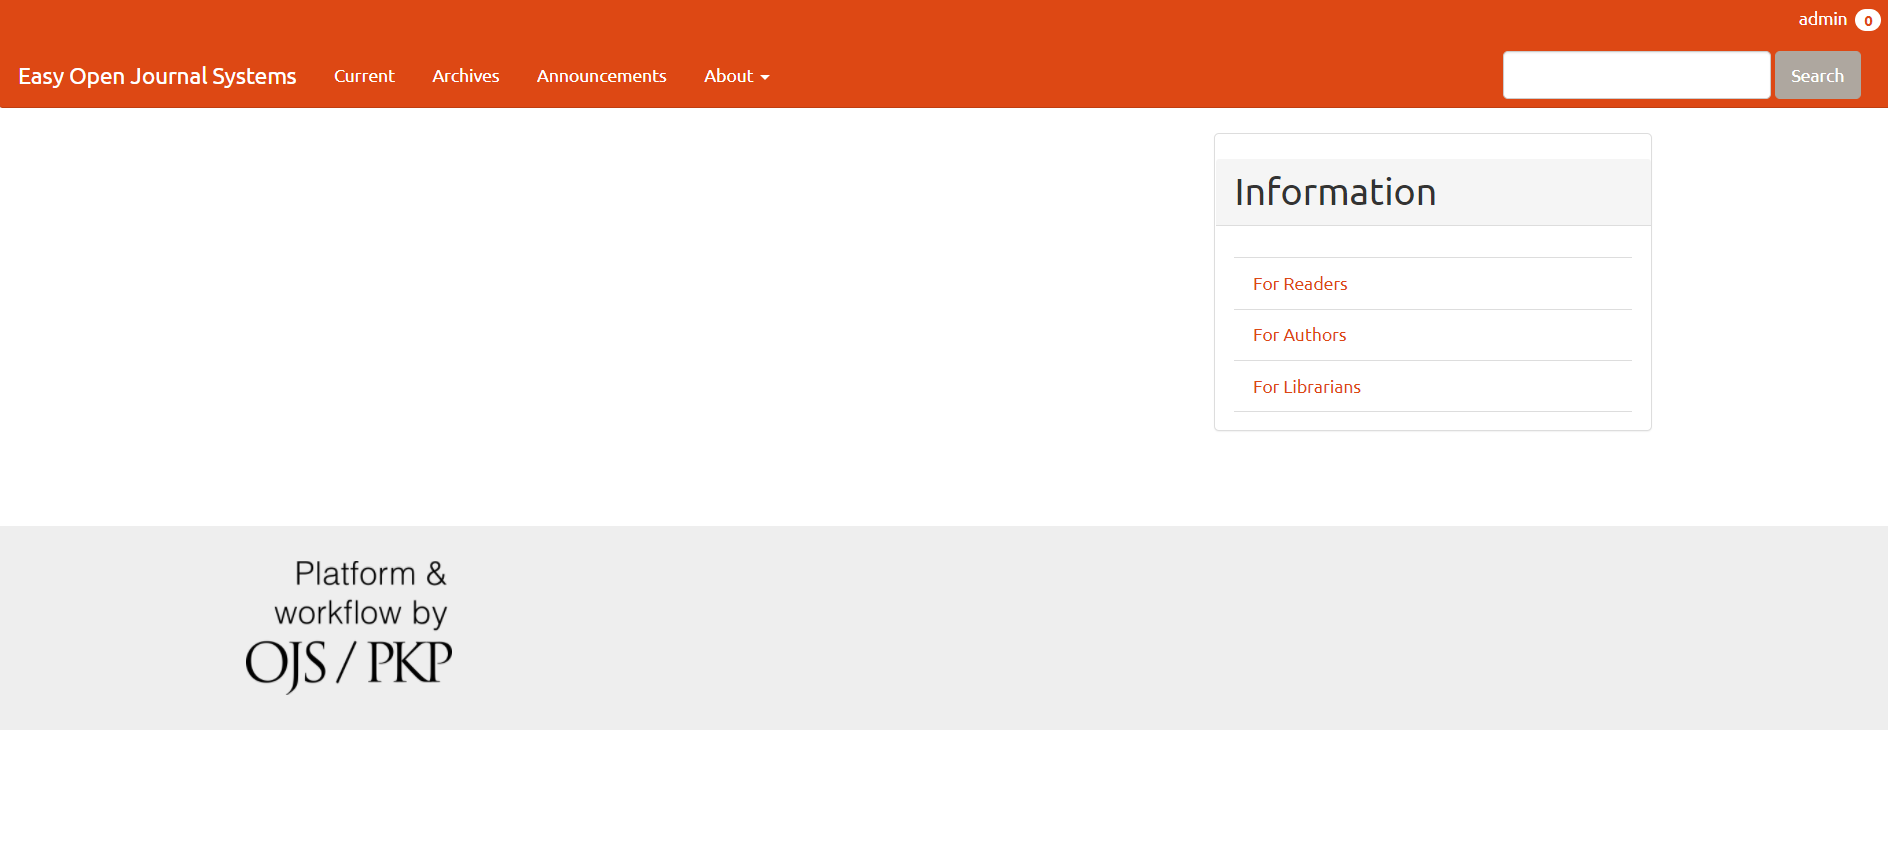 admin 0
Easy Open Journal Systems Current Archives Announcements About Search
Information
For Readers
For Authors
For Librarians
Platform &
workflow by
OJS / PKP